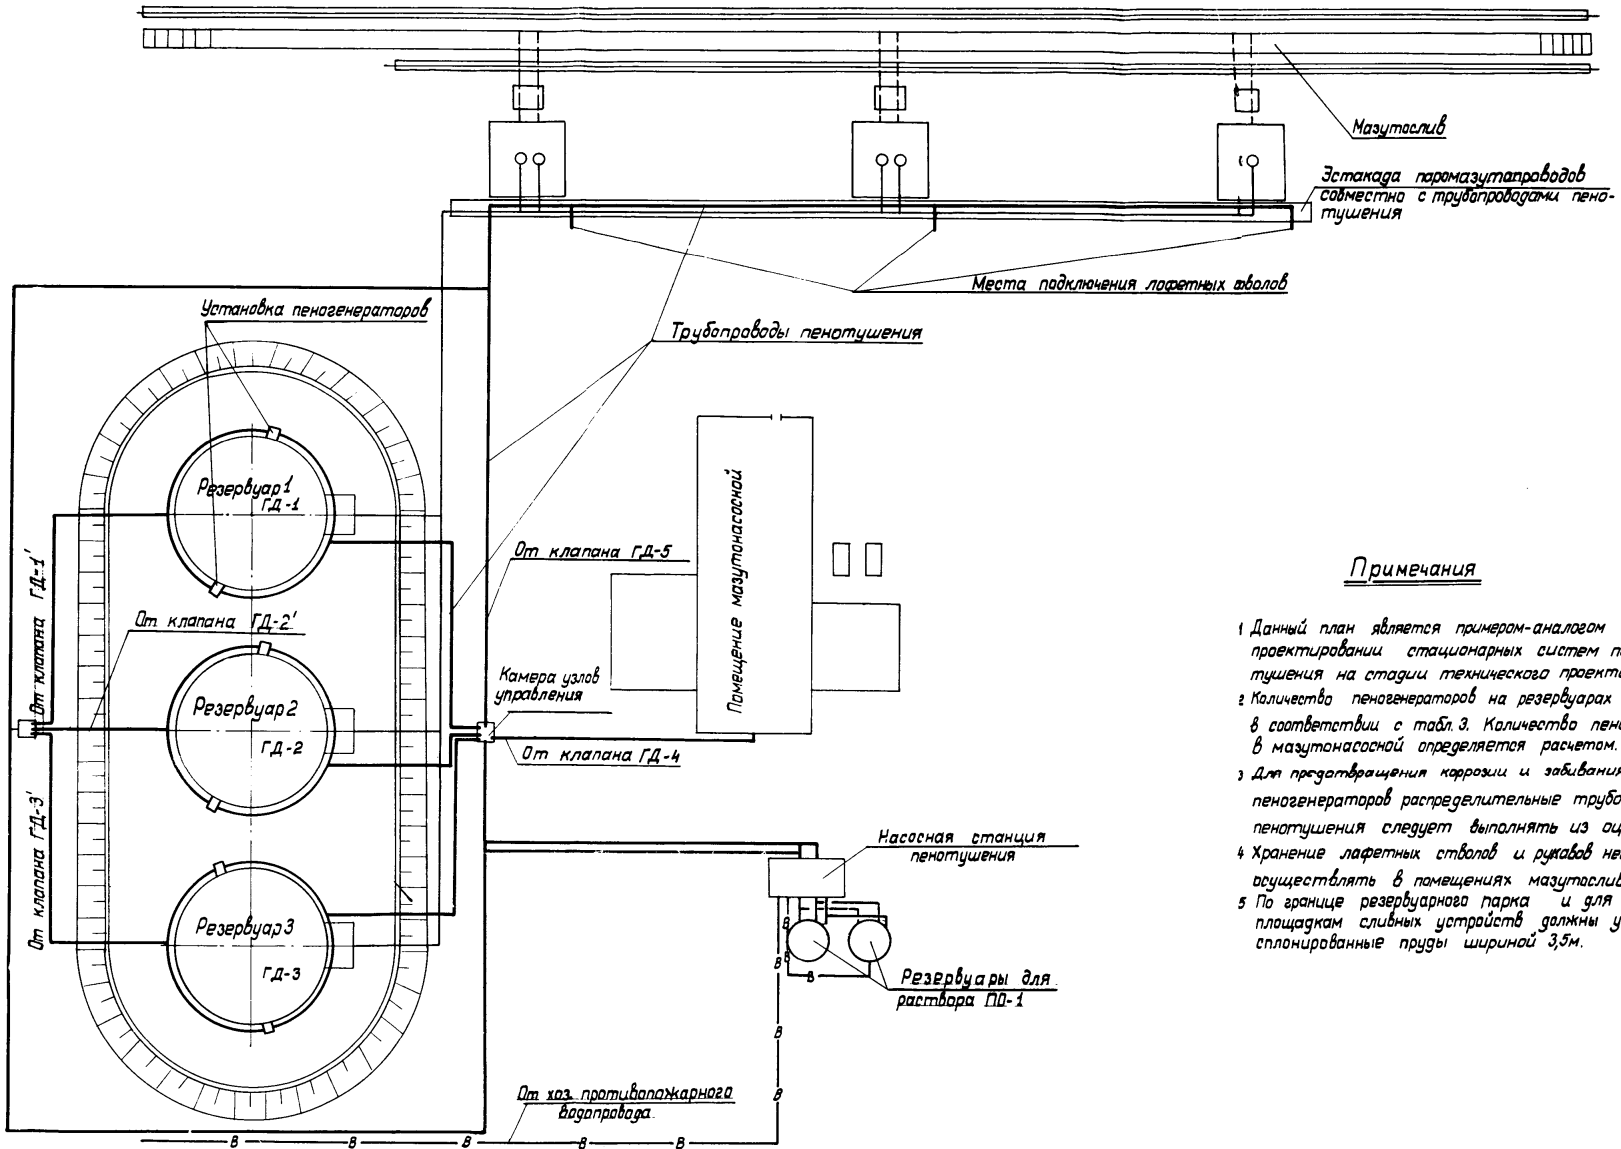 Мазутослив
Эстакада паромазутопроводов
совместно с трубопроводами пено-
тушения
Места подключения лафетных стволов
Установка пеногенераторов
Трубопроводы пенотушения
Резервуар 1
ГД-1
От клапана ГД-1'
От клапана ГД-5
Помещение мазутонасосной
От клапана ГД-2'
Камера узлов
управления
Резервуар 2
ГД-2
От клапана ГД-4
От клапана ГД-3'
Насосная станция
пенотушения
Резервуар 3
ГД-3
В
В
В
В
Резервуары для
раствора ПО-1
В
В
От хоз. противопожарного
водопровода.
В
В
В
В
В
Примечания
1 Данный план является примером-аналогом
проектировании стационарных систем
тушения на стадии технического
2 Количество пеногенераторов на резервуарах
в соответствии с табл. 3. Количество
в мазутонасосной определяется расчетом.
3 Для предотвращения коррозии и забивания
пеногенераторов распределительные
пенотушения следует выполнять из
4 Хранение лафетных стволов и рукавов
осуществлять в помещениях
5 По границе резервуарного парка и для
площадкам сливных устройств должны
спланированные пруды шириной 3,5м.